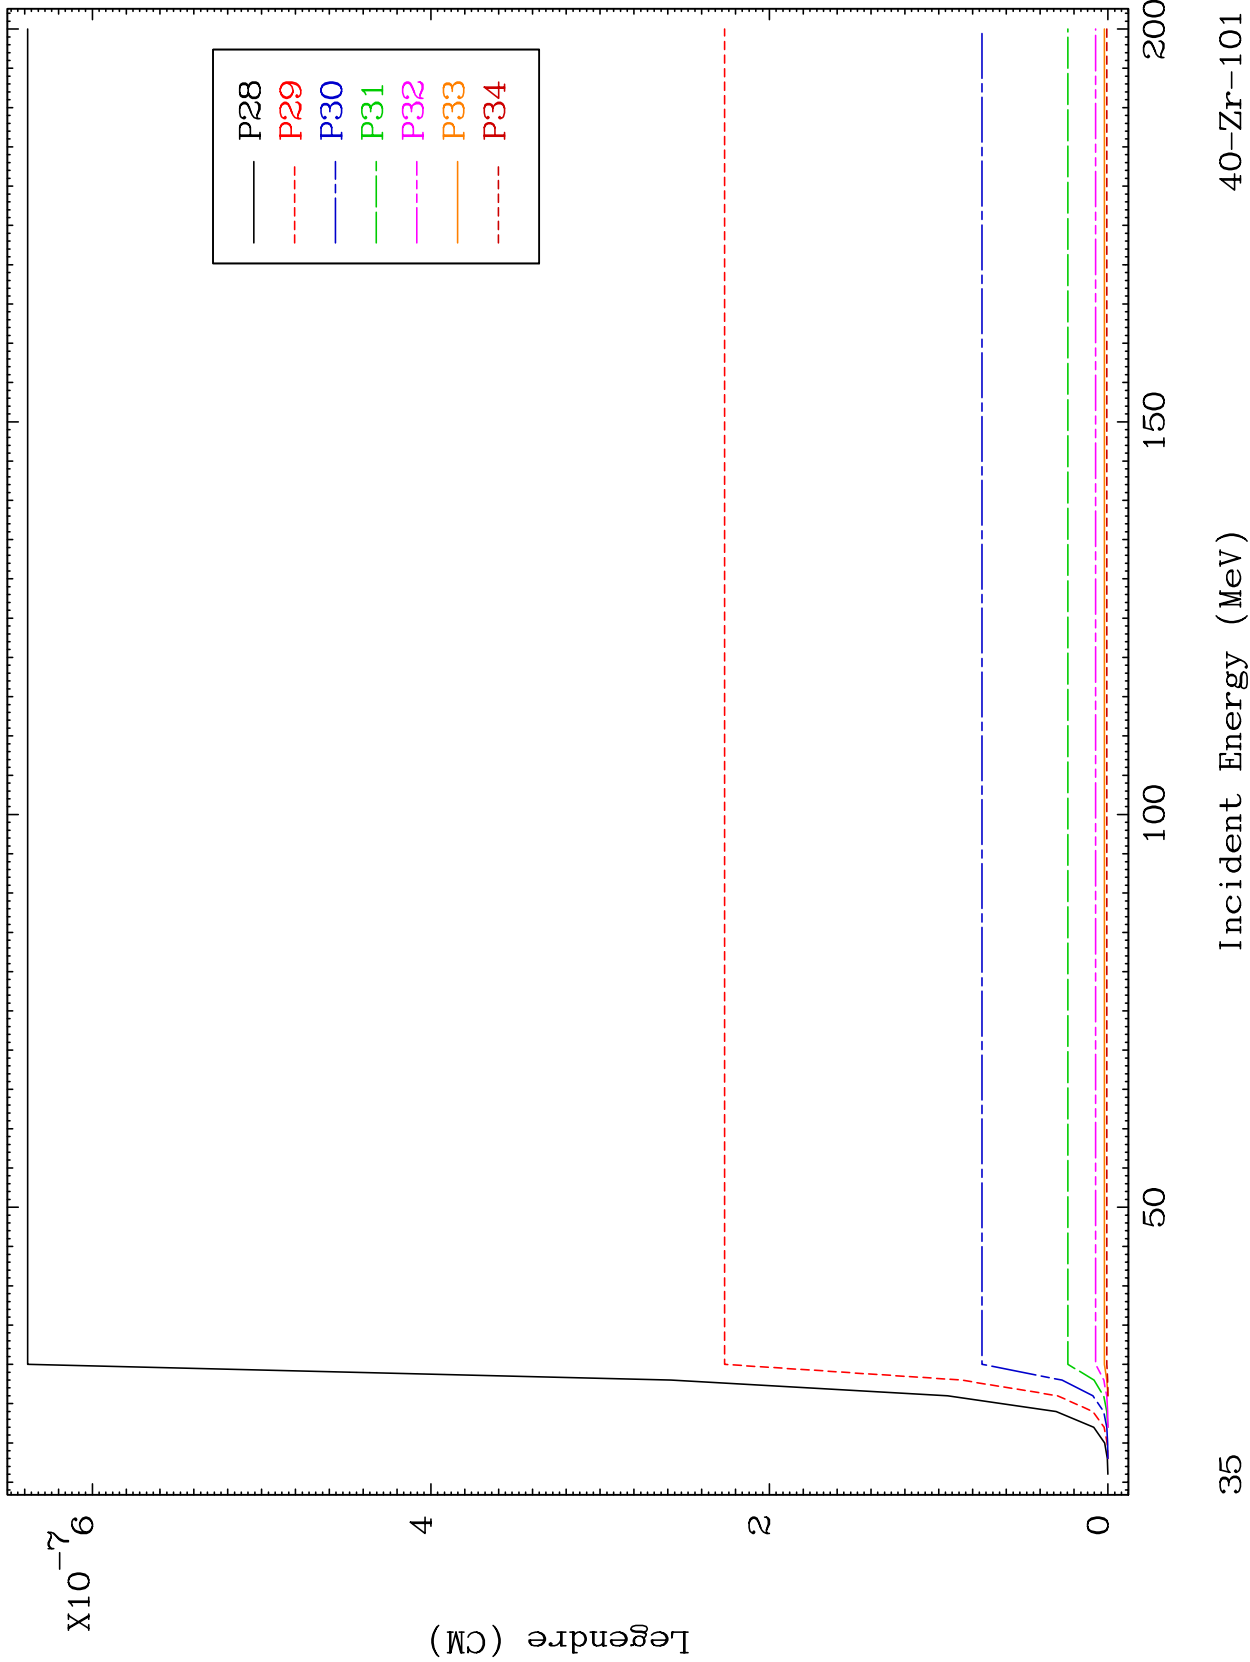 X10⁻⁷
6
4
2
0
Legendre (CM)
P28
P29
P30
P31
P32
P33
P34
50
100
150
200
35
Incident Energy (MeV)
40-Zr-101